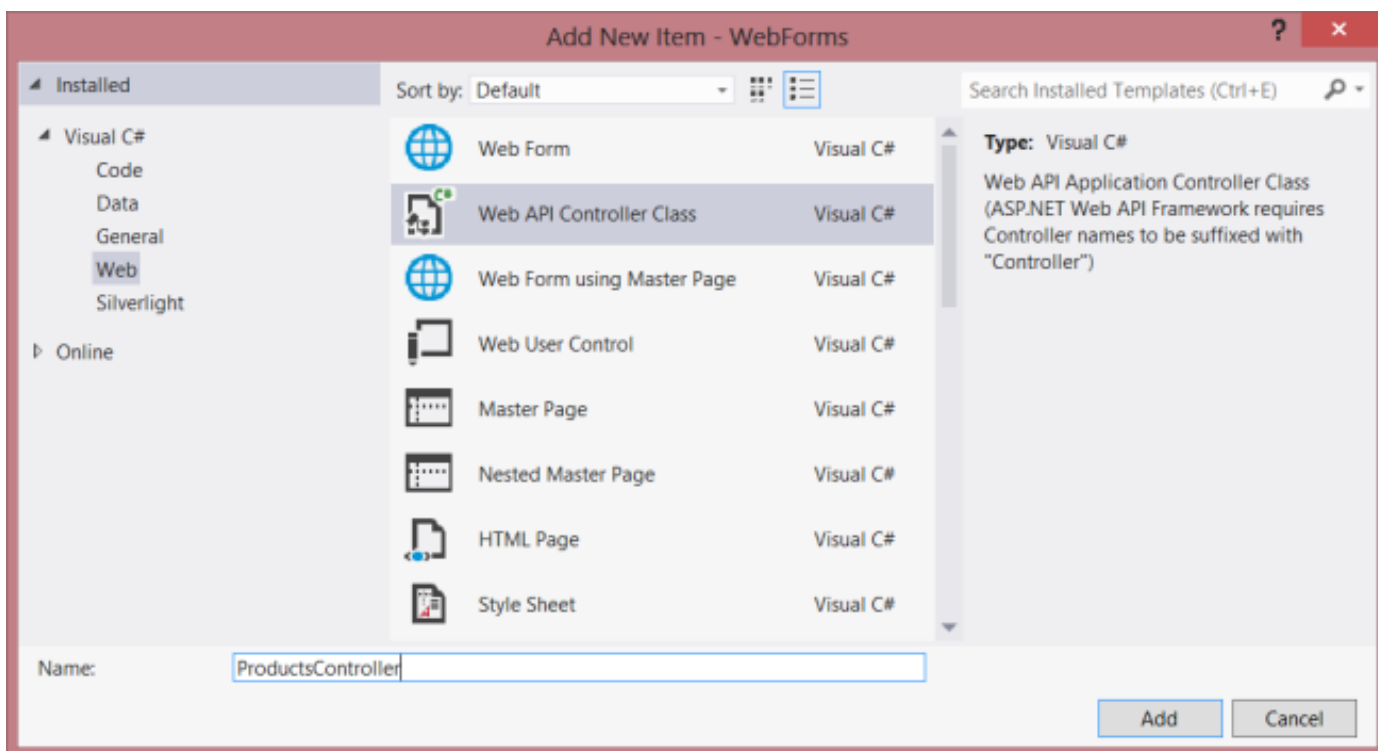 Add New Item - WebForms
?
×
Installed
Sort by: Default
Search Installed Templates (Ctrl+E)
Visual C#
Code
Data
General
Web
Silverlight
Online
Web Form Visual C#
C# Web API Controller Class Visual C#
Web Form using Master Page Visual C#
Web User Control Visual C#
Master Page Visual C#
Nested Master Page Visual C#
HTML Page Visual C#
Style Sheet Visual C#
Type: Visual C#
Web API Application Controller Class
(ASP.NET Web API Framework requires
Controller names to be suffixed with
"Controller")
Name: ProductsController
Add Cancel